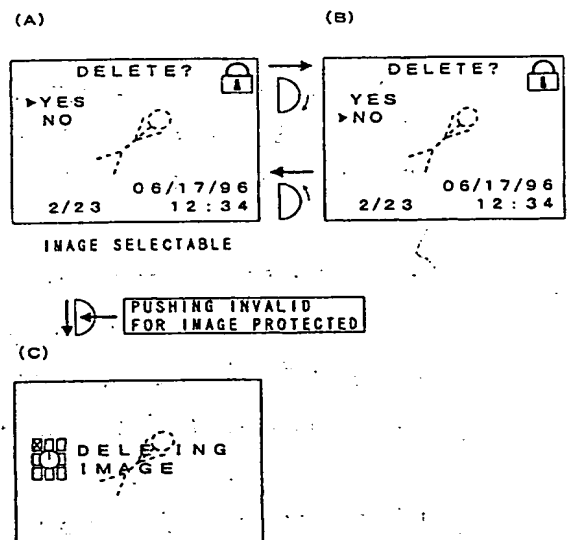 (A)
(B)
DELETE?
▶YES
NO
06/17/96
2/23 12:34
DELETE?
YES
▶NO
06/17/96
2/23 12:34
IMAGE SELECTABLE
PUSHING INVALID
FOR IMAGE PROTECTED
(C)
DELETING
IMAGE